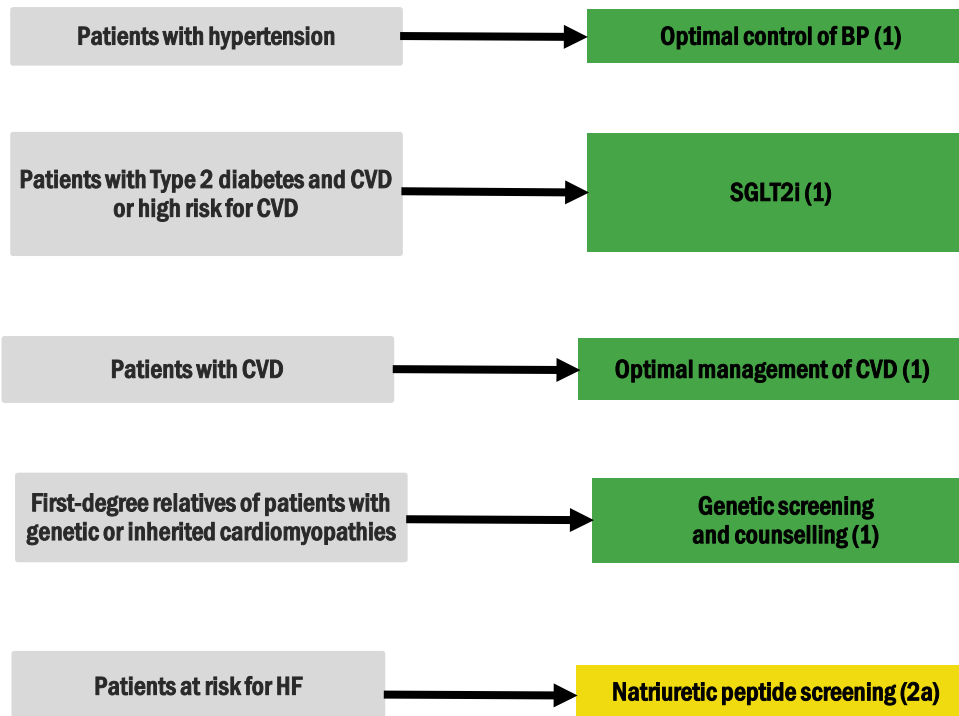 Patients with hypertension
Optimal control of BP (1)
Patients with Type 2 diabetes and CVD
or high risk for CVD
SGLT2i (1)
Patients with CVD
Optimal management of CVD (1)
First-degree relatives of patients with
genetic or inherited cardiomyopathies
Genetic screening
and counselling (1)
Patients at risk for HF
Natriuretic peptide screening (2a)